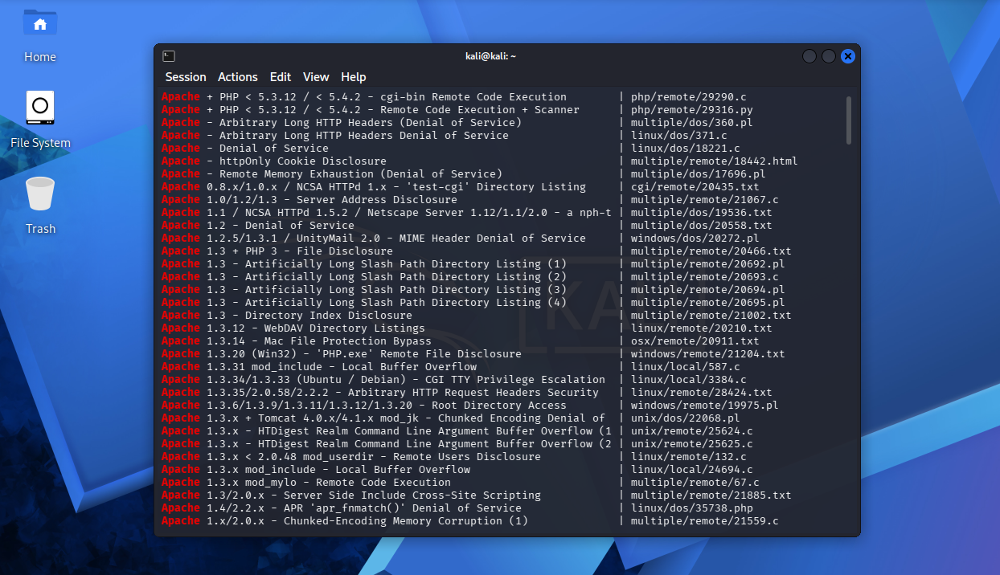 Home
File System
Trash
kali@kali: ~
Session Actions Edit View Help
Apache + PHP < 5.3.12 / < 5.4.2 - cgi-bin Remote Code Execution | php/remote/29290.c
Apache + PHP < 5.3.12 / < 5.4.2 - Remote Code Execution + Scanner | php/remote/29316.py
Apache - Arbitrary Long HTTP Headers (Denial of Service) | multiple/dos/360.pl
Apache - Arbitrary Long HTTP Headers Denial of Service | linux/dos/371.c
Apache - Denial of Service | linux/dos/18221.c
Apache - httpOnly Cookie Disclosure | multiple/remote/18442.html
Apache - Remote Memory Exhaustion (Denial of Service) | multiple/dos/17696.pl
Apache 0.8.x/1.0.x / NCSA HTTPd 1.x - 'test-cgi' Directory Listing | cgi/remote/20435.txt
Apache 1.0/1.2/1.3 - Server Address Disclosure | multiple/remote/21067.c
Apache 1.1 / NCSA HTTPd 1.5.2 / Netscape Server 1.12/1.1/2.0 - a nph-t | multiple/dos/19536.txt
Apache 1.2 - Denial of Service | multiple/dos/20558.txt
Apache 1.2.5/1.3.1 / UnityMail 2.0 - MIME Header Denial of Service | windows/dos/20272.pl
Apache 1.3 + PHP 3 - File Disclosure | multiple/remote/20466.txt
Apache 1.3 - Artificially Long Slash Path Directory Listing (1) | multiple/remote/20692.pl
Apache 1.3 - Artificially Long Slash Path Directory Listing (2) | multiple/remote/20693.c
Apache 1.3 - Artificially Long Slash Path Directory Listing (3) | multiple/remote/20694.pl
Apache 1.3 - Artificially Long Slash Path Directory Listing (4) | multiple/remote/20695.pl
Apache 1.3 - Directory Index Disclosure | multiple/remote/21002.txt
Apache 1.3.12 - WebDAV Directory Listings | linux/remote/20210.txt
Apache 1.3.14 - Mac File Protection Bypass | osx/remote/20911.txt
Apache 1.3.20 (Win32) - 'PHP.exe' Remote File Disclosure | windows/remote/21204.txt
Apache 1.3.31 mod_include - Local Buffer Overflow | linux/local/587.c
Apache 1.3.34/1.3.33 (Ubuntu / Debian) - CGI TTY Privilege Escalation | linux/local/3384.c
Apache 1.3.35/2.0.58/2.2.2 - Arbitrary HTTP Request Headers Security | linux/remote/28424.txt
Apache 1.3.6/1.3.9/1.3.11/1.3.12/1.3.20 - Root Directory Access | windows/remote/19975.pl
Apache 1.3.x + Tomcat 4.0.x/4.1.x mod_jk - Chunked Encoding Denial of | unix/dos/22068.pl
Apache 1.3.x - HTDigest Realm Command Line Argument Buffer Overflow (1 | unix/remote/25624.c
Apache 1.3.x - HTDigest Realm Command Line Argument Buffer Overflow (2 | unix/remote/25625.c
Apache 1.3.x < 2.0.48 mod_userdir - Remote Users Disclosure | linux/remote/132.c
Apache 1.3.x mod_include - Local Buffer Overflow | linux/local/24694.c
Apache 1.3.x mod_mylo - Remote Code Execution | multiple/remote/67.c
Apache 1.3/2.0.x - Server Side Include Cross-Site Scripting | multiple/remote/21885.txt
Apache 1.4/2.2.x - APR 'apr_fnmatch()' Denial of Service | linux/dos/35738.php
Apache 1.x/2.0.x - Chunked-Encoding Memory Corruption (1) | multiple/remote/21559.c